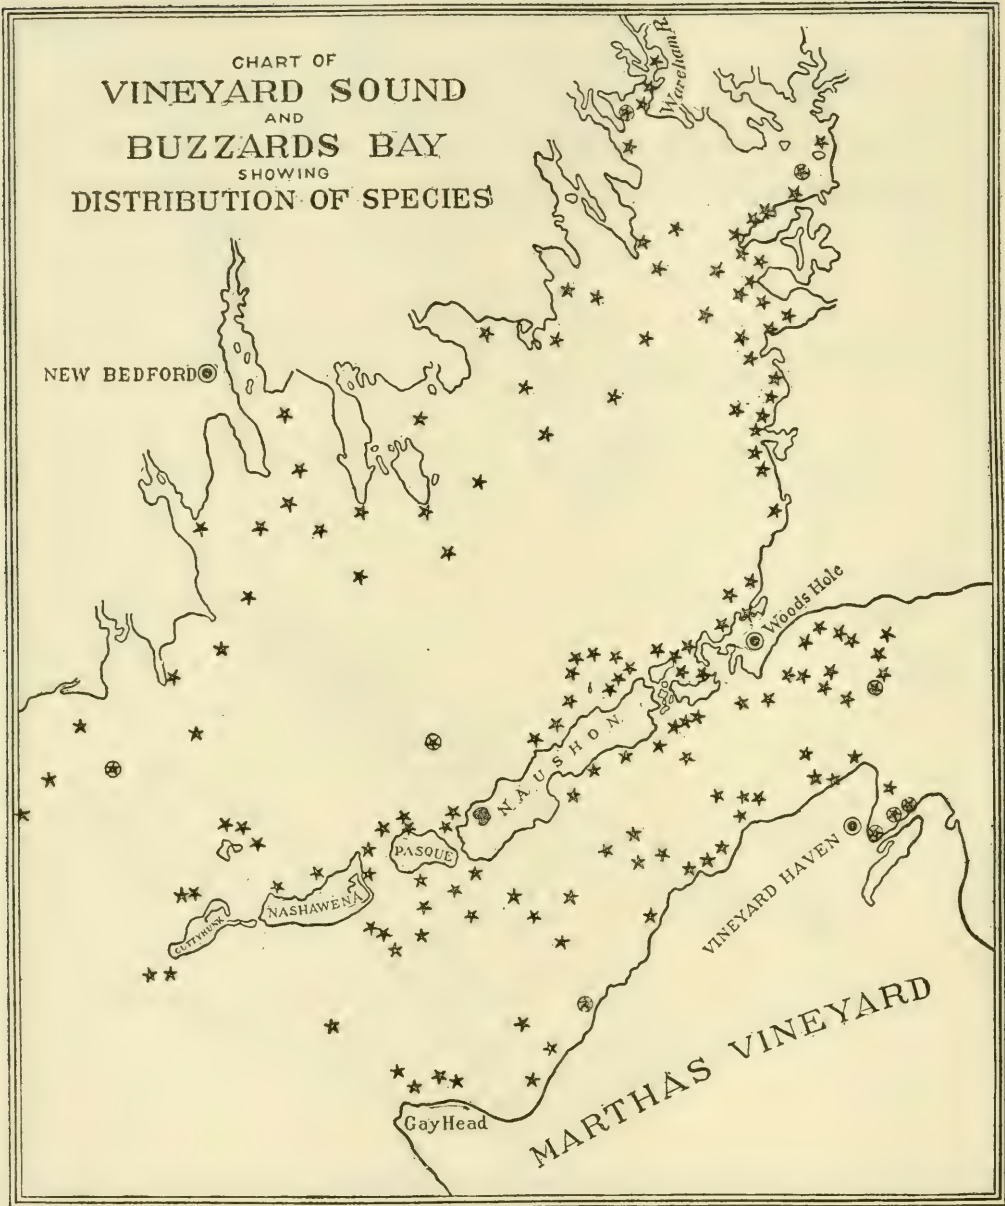 CHART OF
VINEYARD SOUND
AND
BUZZARDS BAY
SHOWING
DISTRIBUTION OF SPECIES
Wareham R
NEW BEDFORD
Woods Hole
NAUSHON
PASQUE
NASHAWENA
CUTTYHUNK
VINEYARD HAVEN
MARTHAS VINEYARD
Gay Head